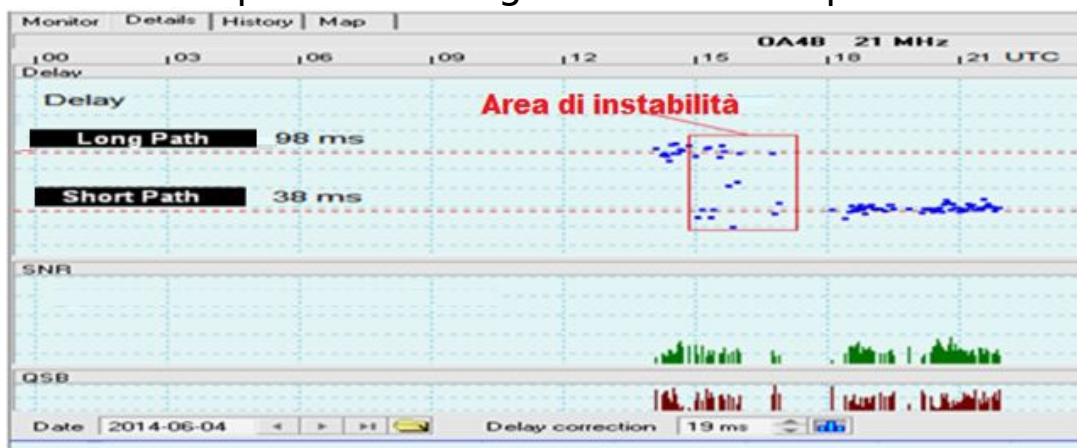 Monitor Details History Map
OA4B 21 MHz
00 03 06 09 12 15 18 21 UTC
Delay
Delay
Area di instabilità
Long Path 98 ms
Short Path 38 ms
SNR
QSB
Date 2014-06-04 Delay correction 19 ms